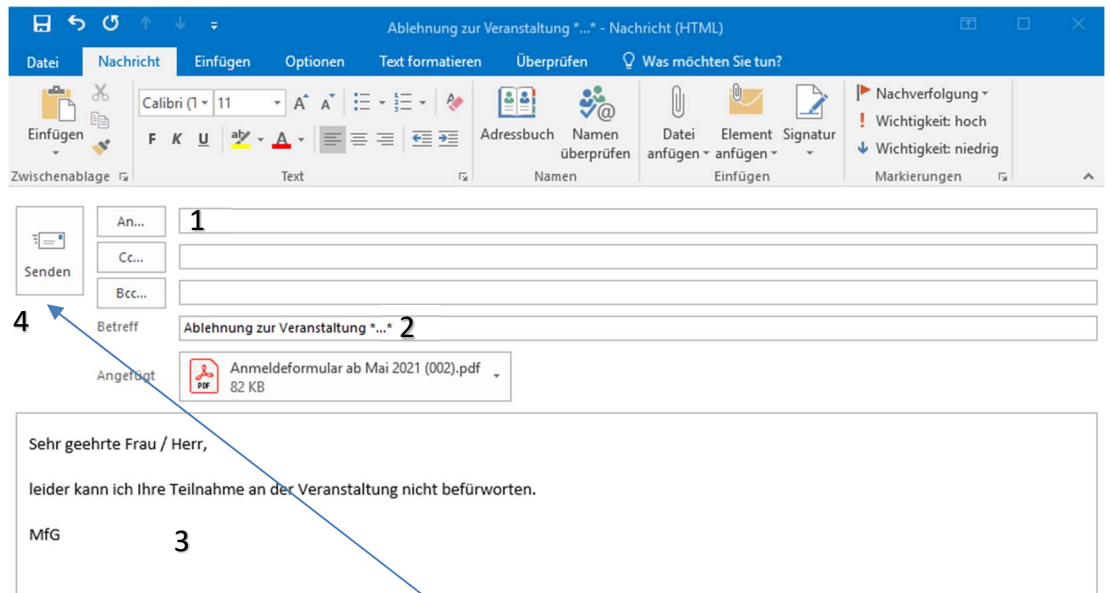 Ablehnung zur Veranstaltung *...* - Nachricht (HTML)
Datei Nachricht Einfügen Optionen Text formatieren Überprüfen Was möchten Sie tun?
Einfügen
Calibri (T 11
F K U
Adressbuch
Namen überprüfen
Datei anfügen
Element anfügen
Signatur
Nachverfolgung
Wichtigkeit: hoch
Wichtigkeit: niedrig
Zwischenablage Text Namen Einfügen Markierungen
Senden
An... 1
Cc...
Bcc...
4
Betreff Ablehnung zur Veranstaltung *...* 2
Angefügt Anmeldeformular ab Mai 2021 (002).pdf
PDF 82 KB
Sehr geehrte Frau / Herr,
leider kann ich Ihre Teilnahme an der Veranstaltung nicht befürworten.
MfG
3